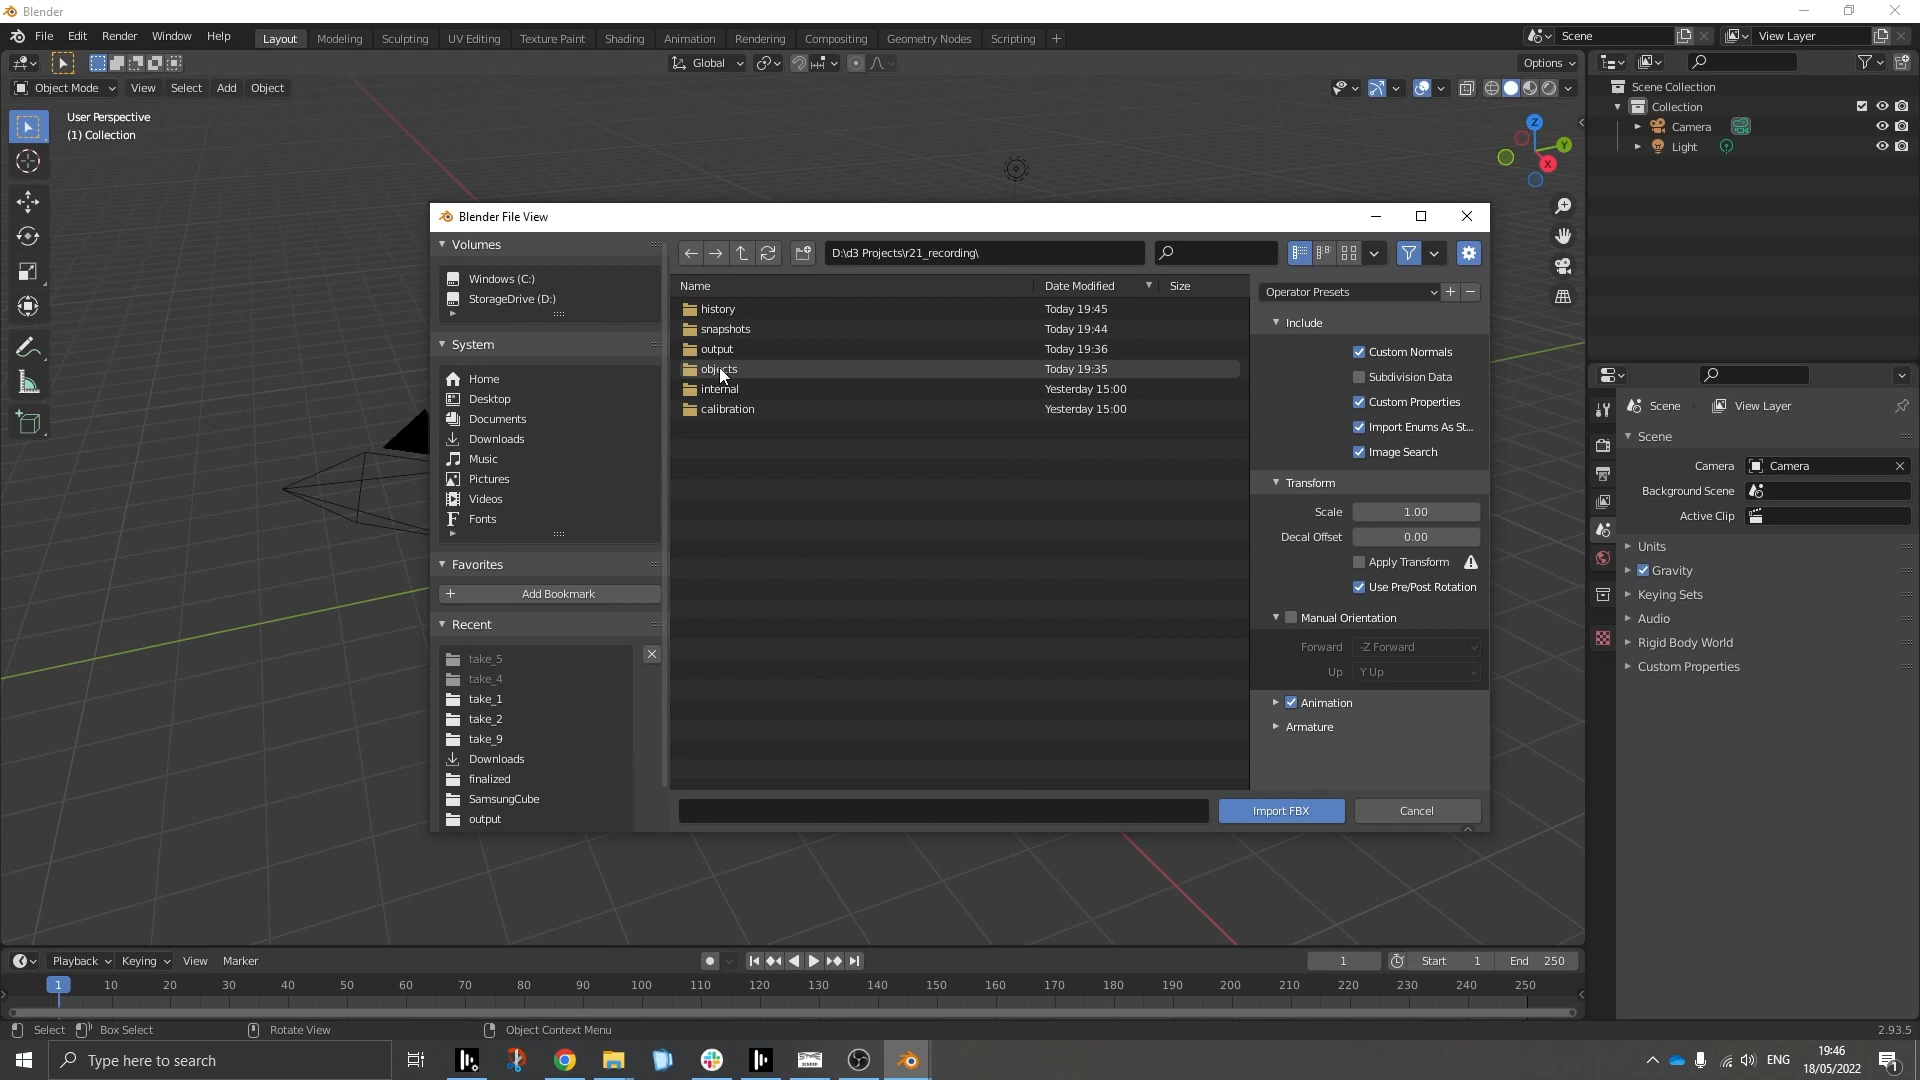 Blender
File Edit Render Window Help
Layout Modeling Sculpting UV Editing Texture Paint Shading Animation Rendering Compositing Geometry Nodes Scripting +
Scene
View Layer
Global
Options
Object Mode View Select Add Object
User Perspective
(1) Collection
Z
Y
X
Scene Collection
Collection
Camera
Light
Blender File View
Volumes
Windows (C:)
StorageDrive (D:)
System
Home
Desktop
Documents
Downloads
Music
Pictures
Videos
Fonts
Favorites
Add Bookmark
Recent
take_5
take_4
take_1
take_2
take_9
Downloads
finalized
SamsungCube
output
D:\d3 Projects\r21_recording\
Name Date Modified Size
history Today 19:45
snapshots Today 19:44
output Today 19:36
objects Today 19:35
internal Yesterday 15:00
calibration Yesterday 15:00
Operator Presets
Include
Custom Normals
Subdivision Data
Custom Properties
Import Enums As St...
Image Search
Transform
Scale 1.00
Decal Offset 0.00
Apply Transform
Use Pre/Post Rotation
Manual Orientation
Forward -Z Forward
Up Y Up
Animation
Armature
Import FBX
Cancel
Scene View Layer
Scene
Camera Camera
Background Scene
Active Clip
Units
Gravity
Keying Sets
Audio
Rigid Body World
Custom Properties
Playback Keying View Marker
1 Start 1 End 250
1 10 20 30 40 50 60 70 80 90 100 110 120 130 140 150 160 170 180 190 200 210 220 230 240 250
Select Box Select Rotate View Object Context Menu
2.93.5
Type here to search
ENG
19:46
18/05/2022
1